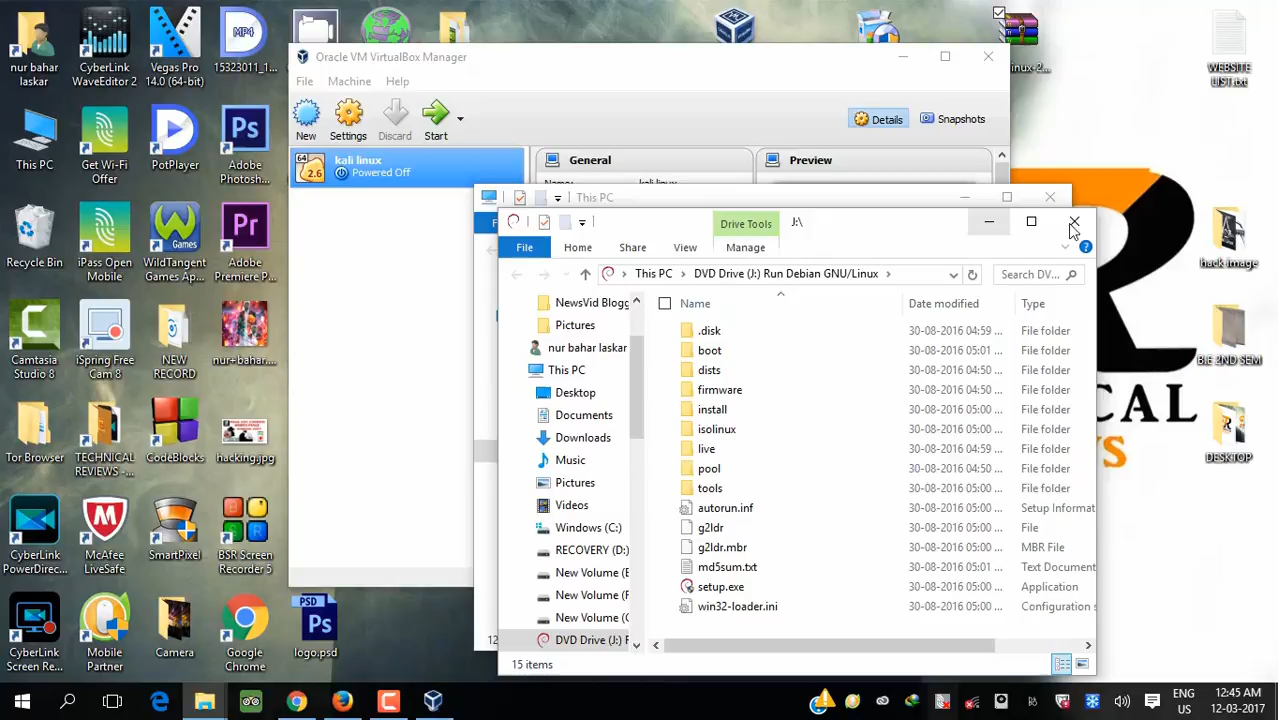 nur bahar
laskar
CyberLink
WaveEditor 2
Vegas Pro
14.0 (64-bit)
MP4
15323011_1...
WEBSITE
LIST.txt
Oracle VM VirtualBox Manager
File Machine Help
New Settings Discard Start
Details Snapshots
64
2.6
kali linux
Powered Off
General
Preview
This PC
Get Wi-Fi
Offer
PotPlayer
Ps
Adobe
Photosh...
This PC
Drive Tools J:\
File Home Share View Manage
This PC DVD Drive (J:) Run Debian GNU/Linux Search DV...
Recycle Bin
iPass Open
Mobile
WildTangent
Games Ap...
Pr
Adobe
Premiere P...
hack image
Name Date modified Type
NewsVid Blogg
Pictures
nur bahar laskar
This PC
Desktop
Documents
Downloads
Music
Pictures
Videos
Windows (C:)
RECOVERY (D:)
New Volume (E
New Volume (F
New Volume (G
DVD Drive (J:) F
.disk 30-08-2016 04:59 ... File folder
boot 30-08-2016 05:01 ... File folder
dists 30-08-2016 04:50 ... File folder
firmware 30-08-2016 04:50 ... File folder
install 30-08-2016 05:00 ... File folder
isolinux 30-08-2016 05:00 ... File folder
live 30-08-2016 04:59 ... File folder
pool 30-08-2016 04:50 ... File folder
tools 30-08-2016 05:00 ... File folder
autorun.inf 30-08-2016 05:00 ... Setup Informat
g2ldr 30-08-2016 05:00 ... File
g2ldr.mbr 30-08-2016 05:00 ... MBR File
md5sum.txt 30-08-2016 05:01 ... Text Document
setup.exe 30-08-2016 05:00 ... Application
win32-loader.ini 30-08-2016 05:00 ... Configuration s
15 items
Camtasia
Studio 8
iSpring Free
Cam 8
NEW
RECORD
nur+bahar....
B.E 2ND SEM
Tor Browser
TECHNICAL
REVIEWS -...
CodeBlocks
hacking.jpg
DESKTOP
CyberLink
PowerDirec...
McAfee
LiveSafe
SmartPixel
BSR Screen
Recorder 5
CyberLink
Screen Re...
Mobile
Partner
Camera
Google
Chrome
PSD
Ps
logo.psd
R
CAL
ENG
US
12:45 AM
12-03-2017